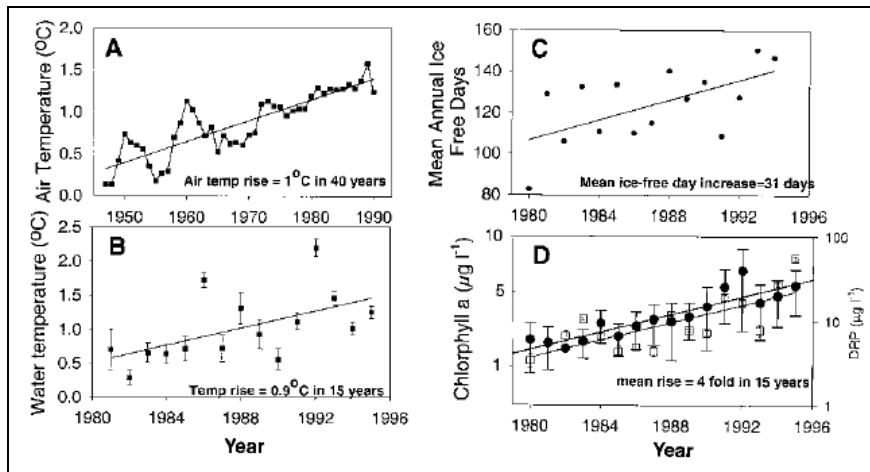 A
Air Temperature (ºC)
2.0
1.5
1.0
0.5
0.0
Air temp rise = 1°C in 40 years
1950 1960 1970 1980 1990
C
Mean Annual Ice
Free Days
160
140
120
100
80
Mean ice-free day increase=31 days
1980 1984 1988 1992 1996
B
Water temperature (ºC)
2.5
2.0
1.5
1.0
0.5
0.0
Temp rise = 0.9°C in 15 years
1980 1984 1988 1992 1996
Year
D
Chlorphyll a (µg l⁻¹)
10
5
1
100
10
1
DRP (µg l⁻¹)
mean rise = 4 fold in 15 years
1980 1984 1988 1992 1996
Year